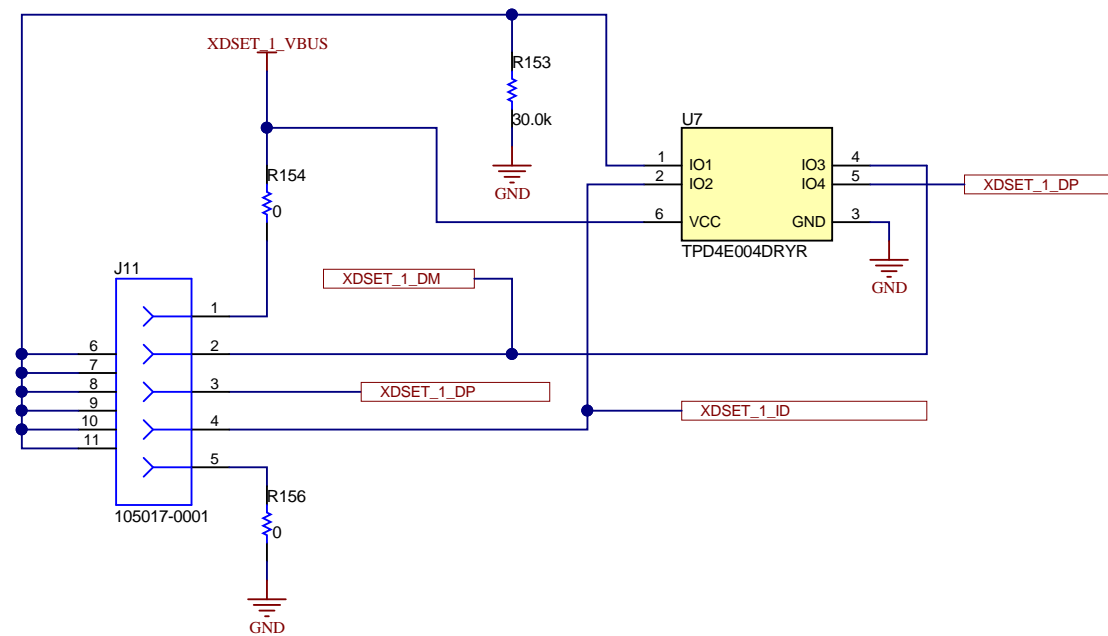 XDSET_1_VBUS
R153
30.0k
GND
U7
1
IO1
IO3
4
2
IO2
IO4
5
XDSET_1_DP
6
VCC
GND
3
TPD4E004DRYR
GND
R154
0
XDSET_1_DM
J11
1
6
2
7
8
3
XDSET_1_DP
9
XDSET_1_ID
10
4
11
5
105017-0001
R156
0
GND